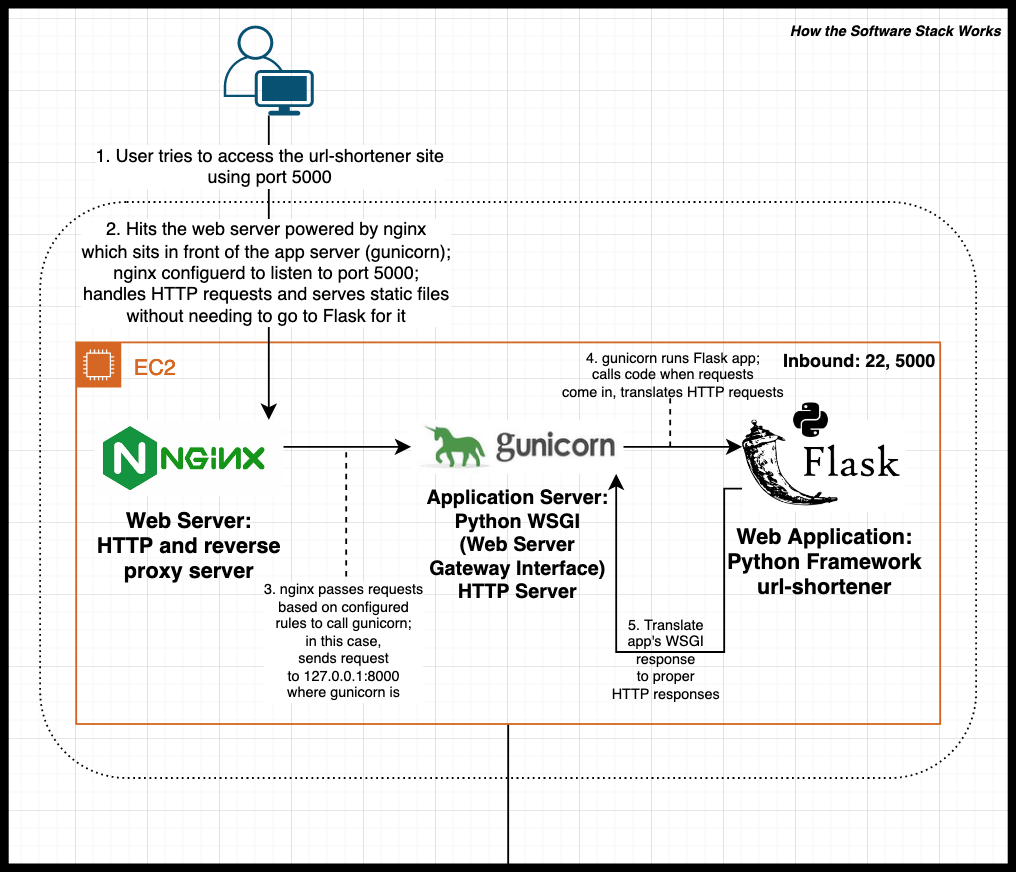 How the Software Stack Works
1. User tries to access the url-shortener site
using port 5000
2. Hits the web server powered by nginx
which sits in front of the app server (gunicorn);
nginx configuerd to listen to port 5000;
handles HTTP requests and serves static files
without needing to go to Flask for it
EC2
4. gunicorn runs Flask app;
calls code when requests
come in, translates HTTP requests
Inbound: 22, 5000
N NGINX
gunicorn
Flask
Web Server:
HTTP and reverse
proxy server
Application Server:
Python WSGI
(Web Server
Gateway Interface)
HTTP Server
Web Application:
Python Framework
url-shortener
3. nginx passes requests
based on configured
rules to call gunicorn;
in this case,
sends request
to 127.0.0.1:8000
where gunicorn is
5. Translate
app's WSGI
response
to proper
HTTP responses